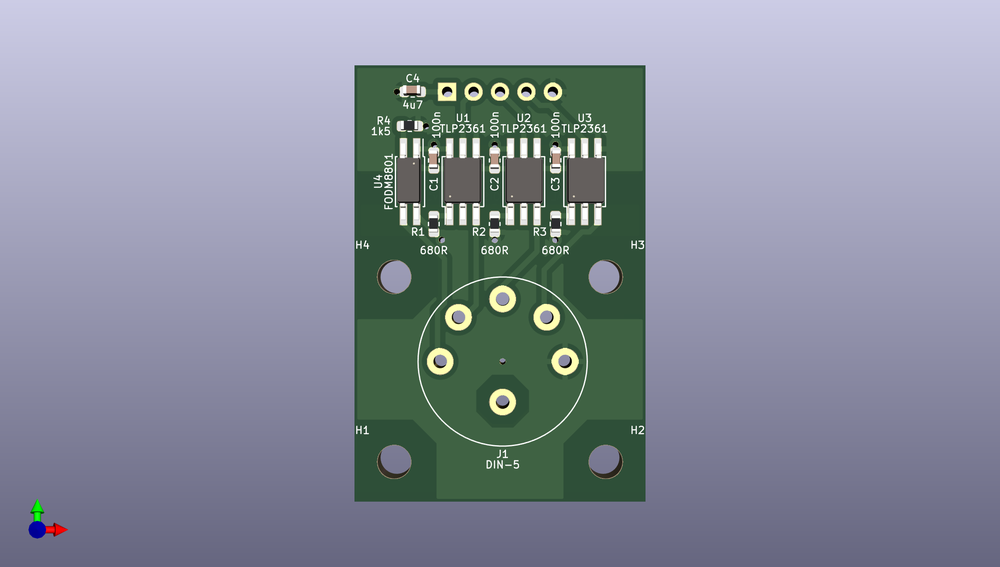 C4
4u7
R4
1k5
100n
U1
TLP2361
100n
U2
TLP2361
100n
U3
TLP2361
U4
FODM8801
C1
C2
C3
R1
680R
R2
680R
R3
680R
H4
H3
H1
H2
J1
DIN-5